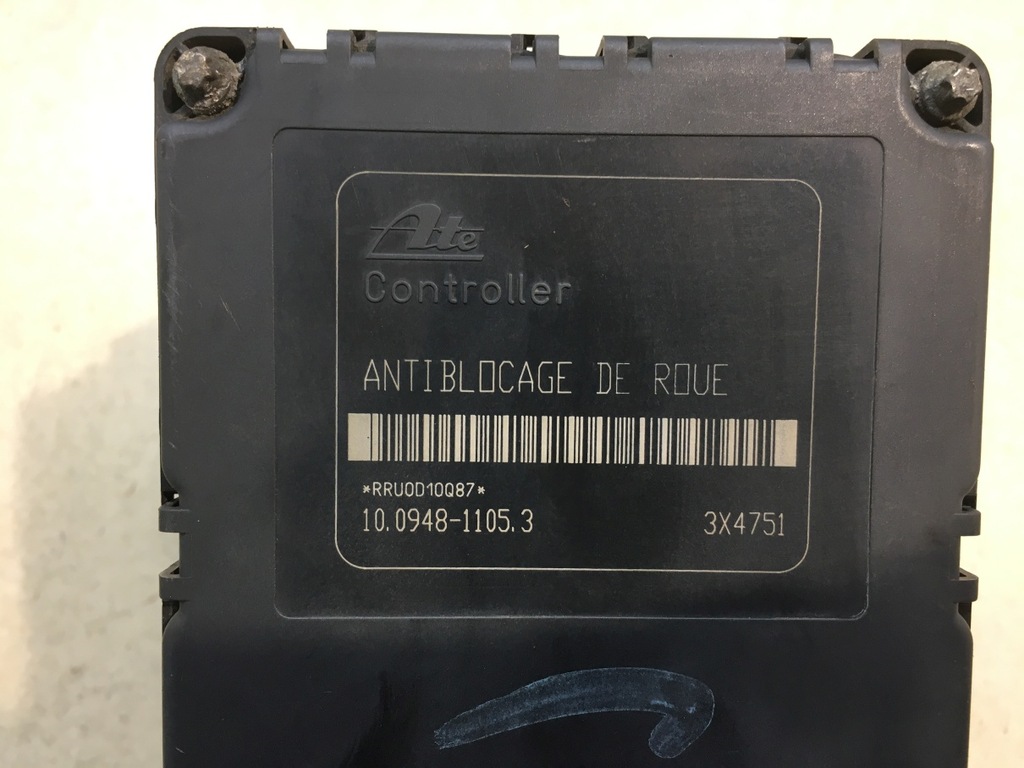 Ate
Controller
ANTIBLOCAGE DE ROUE
*RRU0D10Q87*
10.0948-1105.3 3X4751